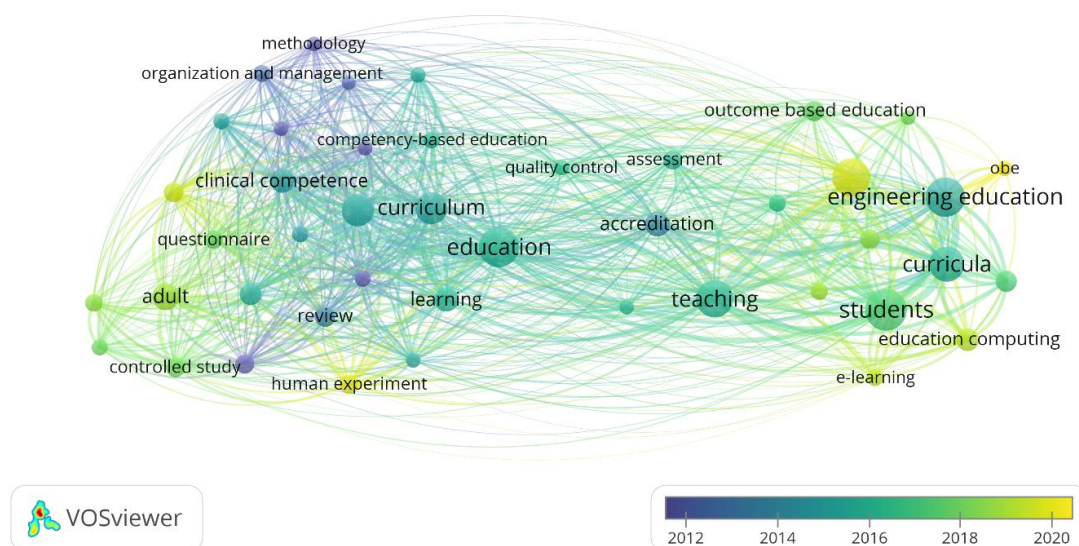 methodology
organization and management
outcome based education
competency-based education
quality control
assessment
obe
clinical competence
engineering education
curriculum
accreditation
questionnaire
education
curricula
adult
learning
teaching
students
review
education computing
controlled study
human experiment
e-learning
VOSviewer
2012 2014 2016 2018 2020